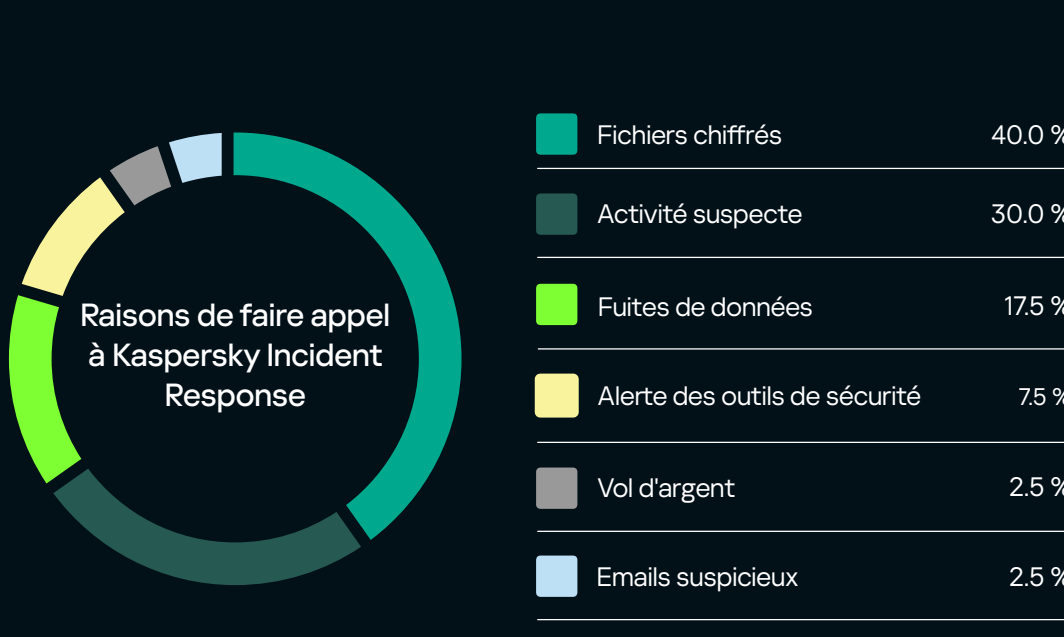 Raisons de faire appel
à Kaspersky Incident
Response
Fichiers chiffrés 40.0 %
Activité suspecte 30.0 %
Fuites de données 17.5 %
Alerte des outils de sécurité 7.5 %
Vol d'argent 2.5 %
Emails suspicieux 2.5 %